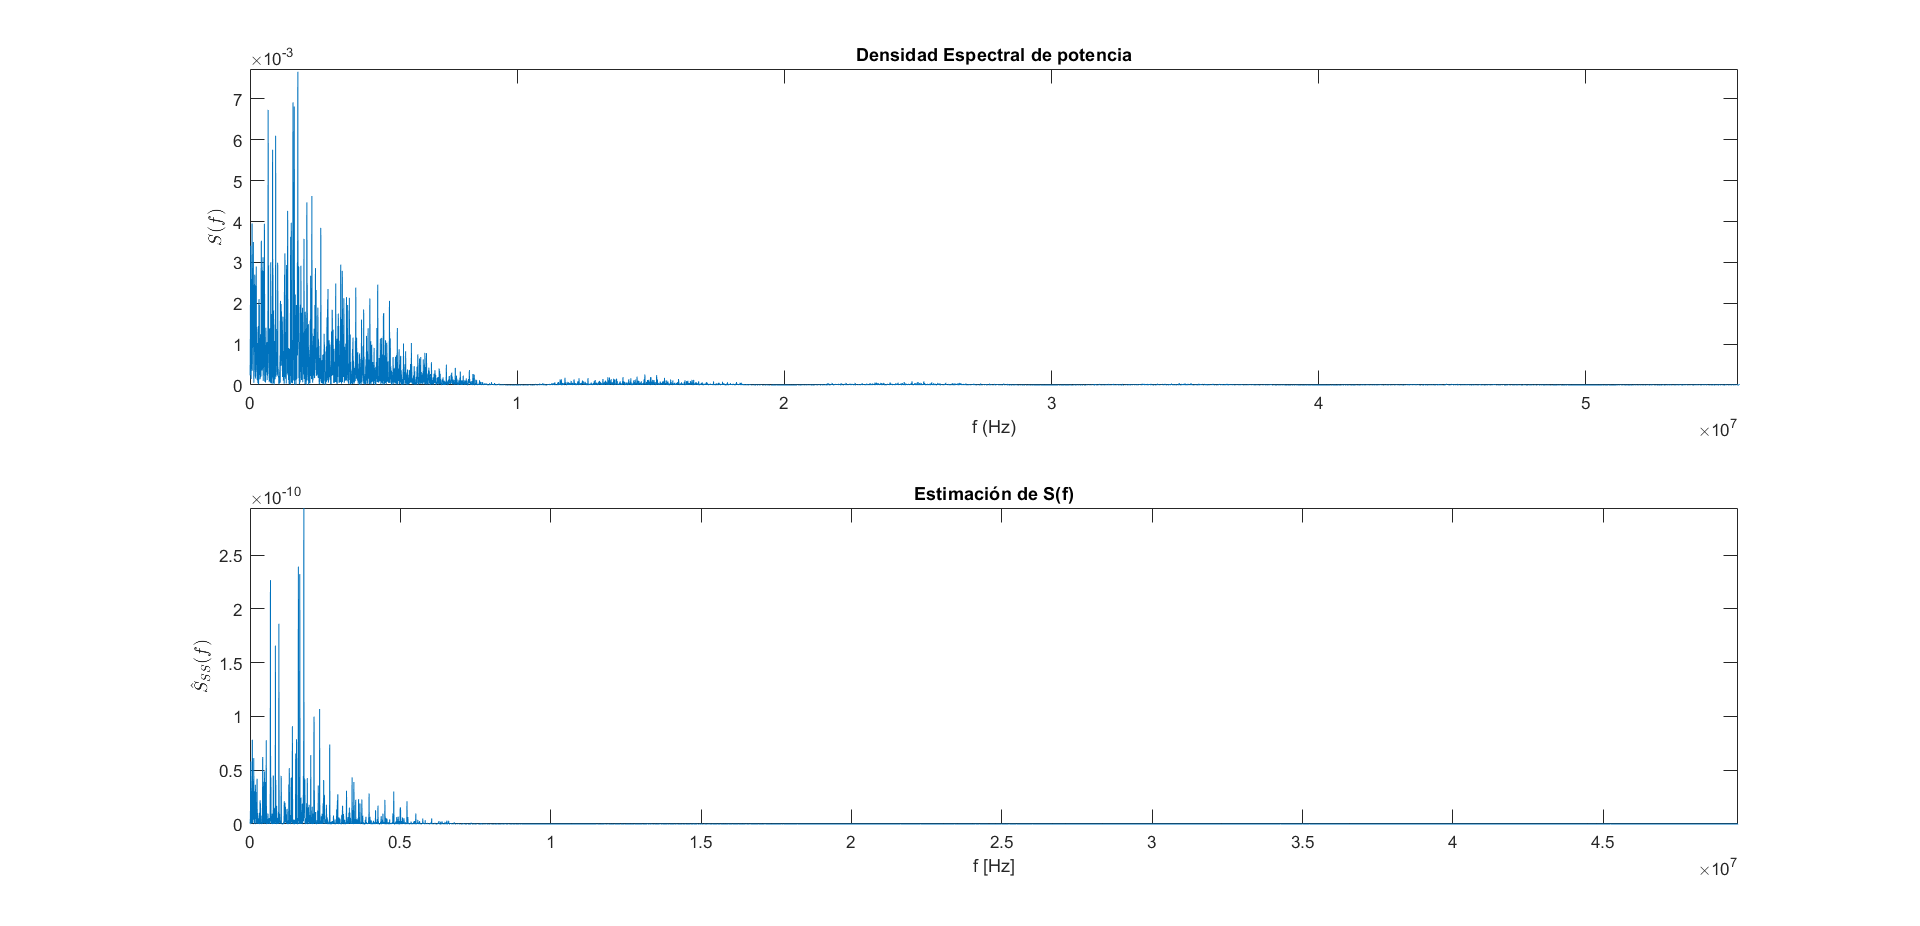 Densidad Espectral de potencia
×10⁻³
7
6
5
4
3
2
1
0
S(f)
0 1 2 3 4 5
f (Hz)
×10⁷
Estimación de S(f)
×10⁻¹⁰
2.5
2
1.5
1
0.5
0
Ŝ_SS(f)
0 0.5 1 1.5 2 2.5 3 3.5 4 4.5
f [Hz]
×10⁷